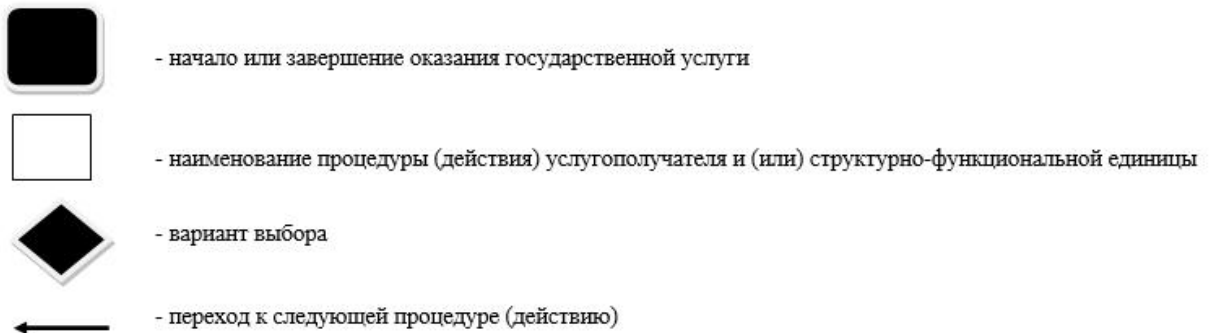 - начало или завершение оказания государственной услуги
- наименование процедуры (действия) услугополучателя и (или) структурно-функциональной единицы
- вариант выбора
- переход к следующей процедуре (действию)